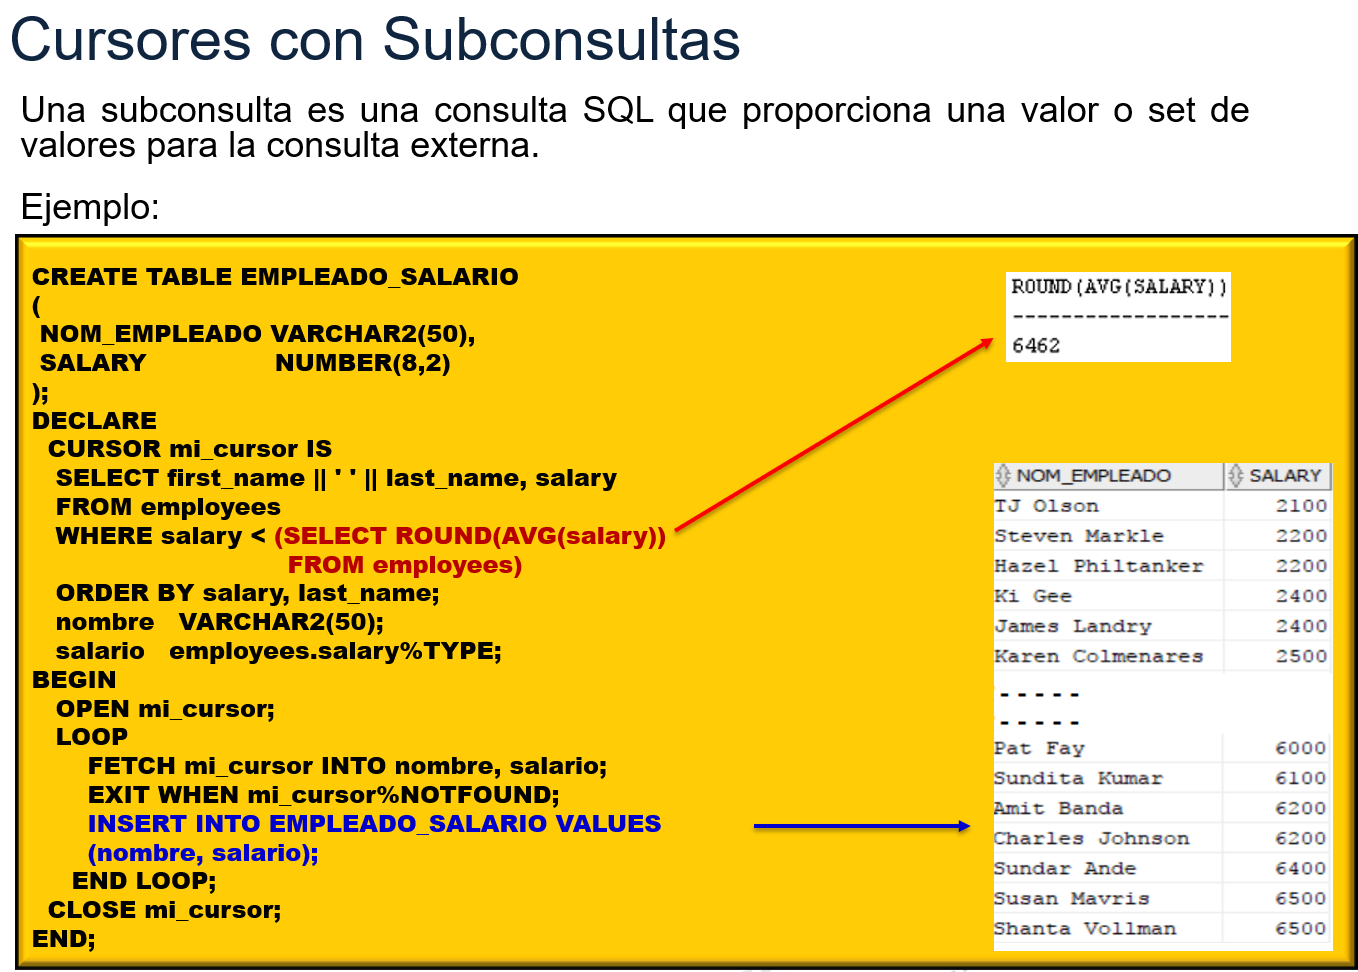 Cursores con Subconsultas
Una subconsulta es una consulta SQL que proporciona una valor o set de
valores para la consulta externa.
Ejemplo:
CREATE TABLE EMPLEADO_SALARIO
(
NOM_EMPLEADO VARCHAR2(50),
SALARY NUMBER(8,2)
);
DECLARE
CURSOR mi_cursor IS
SELECT first_name || ' ' || last_name, salary
FROM employees
WHERE salary < (SELECT ROUND(AVG(salary))
FROM employees)
ORDER BY salary, last_name;
nombre VARCHAR2(50);
salario employees.salary%TYPE;
BEGIN
OPEN mi_cursor;
LOOP
FETCH mi_cursor INTO nombre, salario;
EXIT WHEN mi_cursor%NOTFOUND;
INSERT INTO EMPLEADO_SALARIO VALUES
(nombre, salario);
END LOOP;
CLOSE mi_cursor;
END;
ROUND(AVG(SALARY))
------------------
6462
NOM_EMPLEADO SALARY
TJ Olson 2100
Steven Markle 2200
Hazel Philtanker 2200
Ki Gee 2400
James Landry 2400
Karen Colmenares 2500
- - - - -
- - - - -
Pat Fay 6000
Sundita Kumar 6100
Amit Banda 6200
Charles Johnson 6200
Sundar Ande 6400
Susan Mavris 6500
Shanta Vollman 6500